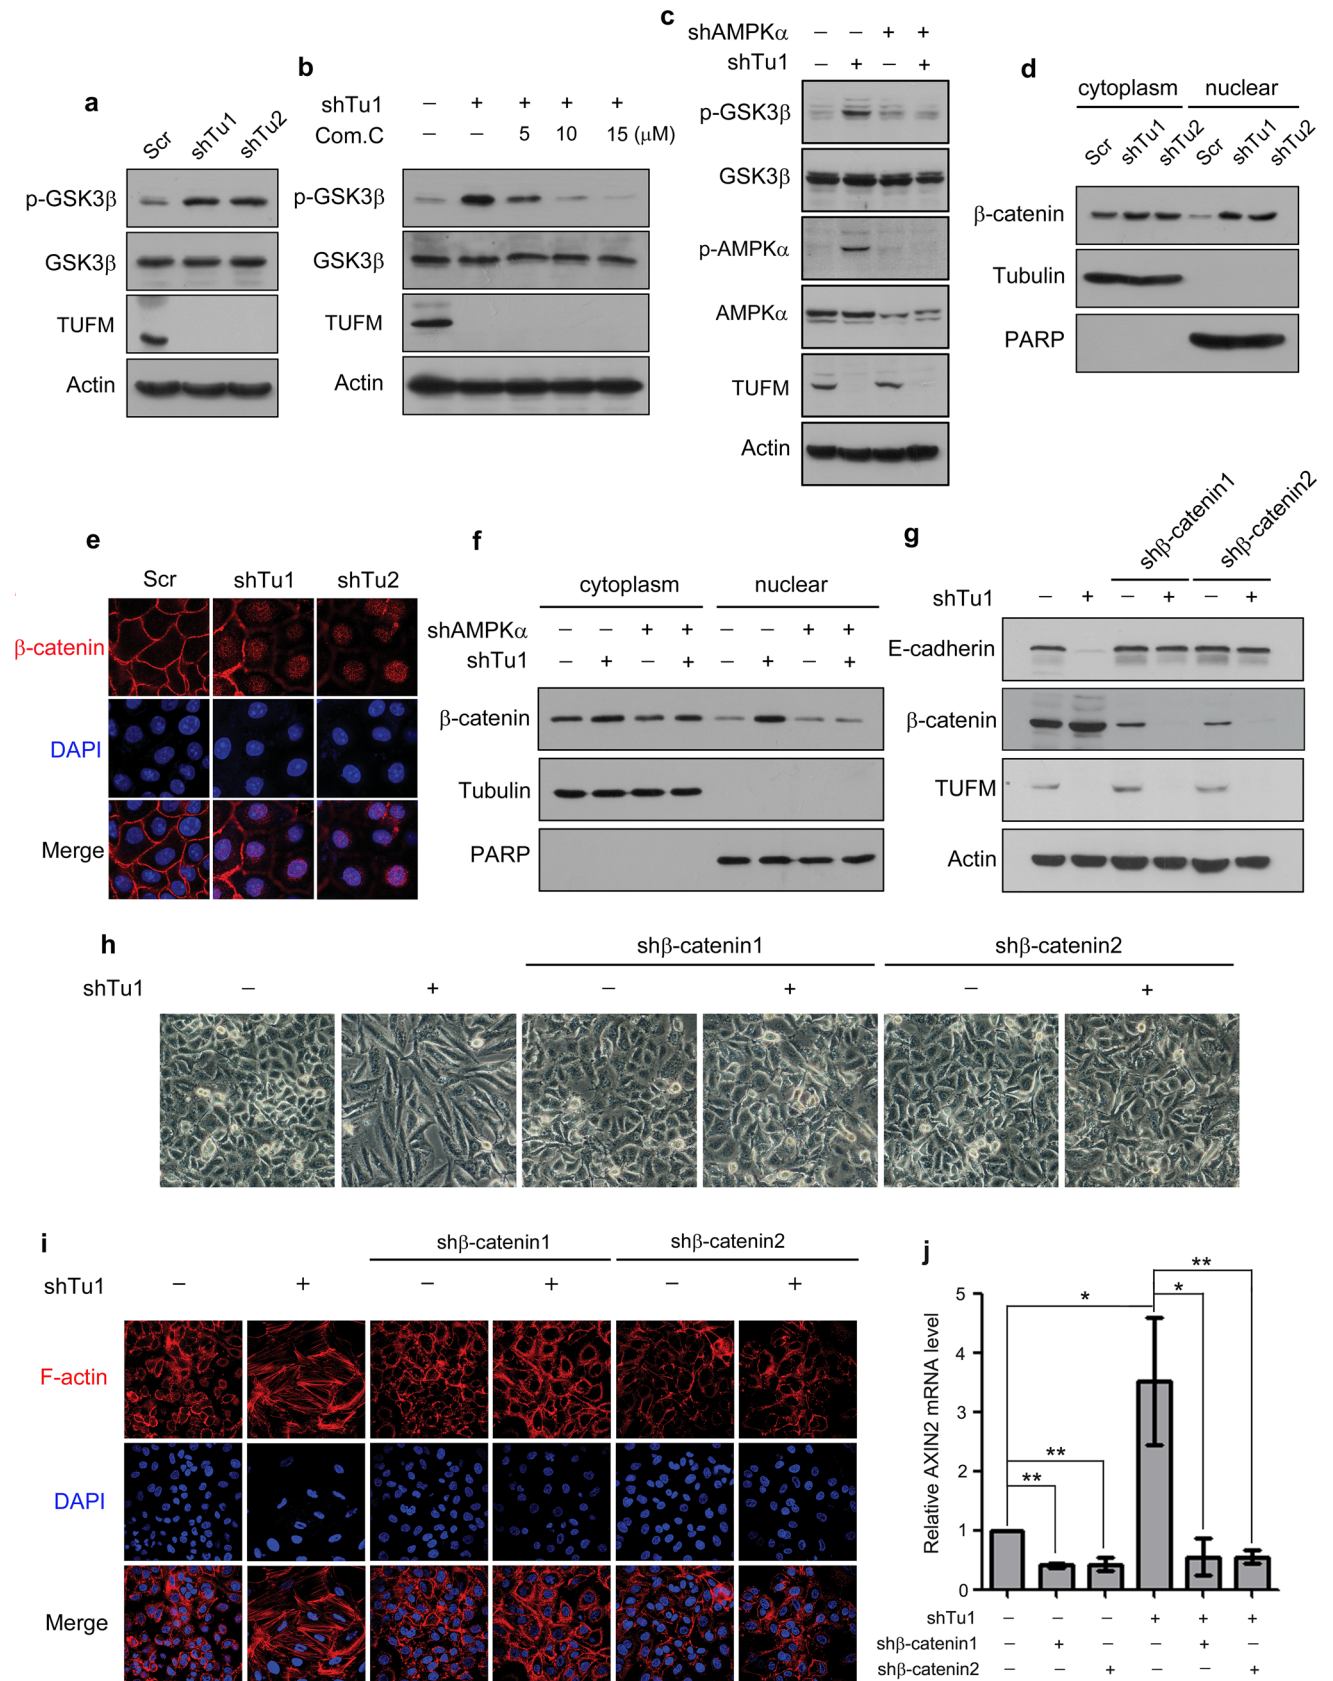 a
Scr shTu1 shTu2
p-GSK3β
GSK3β
TUFM
Actin
b
shTu1 – + + + +
Com.C – – 5 10 15 (μM)
p-GSK3β
GSK3β
TUFM
Actin
c
shAMPKα – – + +
shTu1 – + – +
p-GSK3β
GSK3β
p-AMPKα
AMPKα
TUFM
Actin
d
cytoplasm nuclear
Scr shTu1 shTu2 Scr shTu1 shTu2
β-catenin
Tubulin
PARP
e
Scr shTu1 shTu2
β-catenin
DAPI
Merge
f
cytoplasm nuclear
shAMPKα – – + + – – + +
shTu1 – + – + – + – +
β-catenin
Tubulin
PARP
g
shβ-catenin1 shβ-catenin2
shTu1 – + – + – +
E-cadherin
β-catenin
TUFM
Actin
h
shβ-catenin1 shβ-catenin2
shTu1 – + – + – +
i
shβ-catenin1 shβ-catenin2
shTu1 – + – + – +
F-actin
DAPI
Merge
j
Relative AXIN2 mRNA level
5
4
3
2
1
0
**
* *
**
**
shTu1 – – – + + +
shβ-catenin1 – + – – + –
shβ-catenin2 – – + – – +